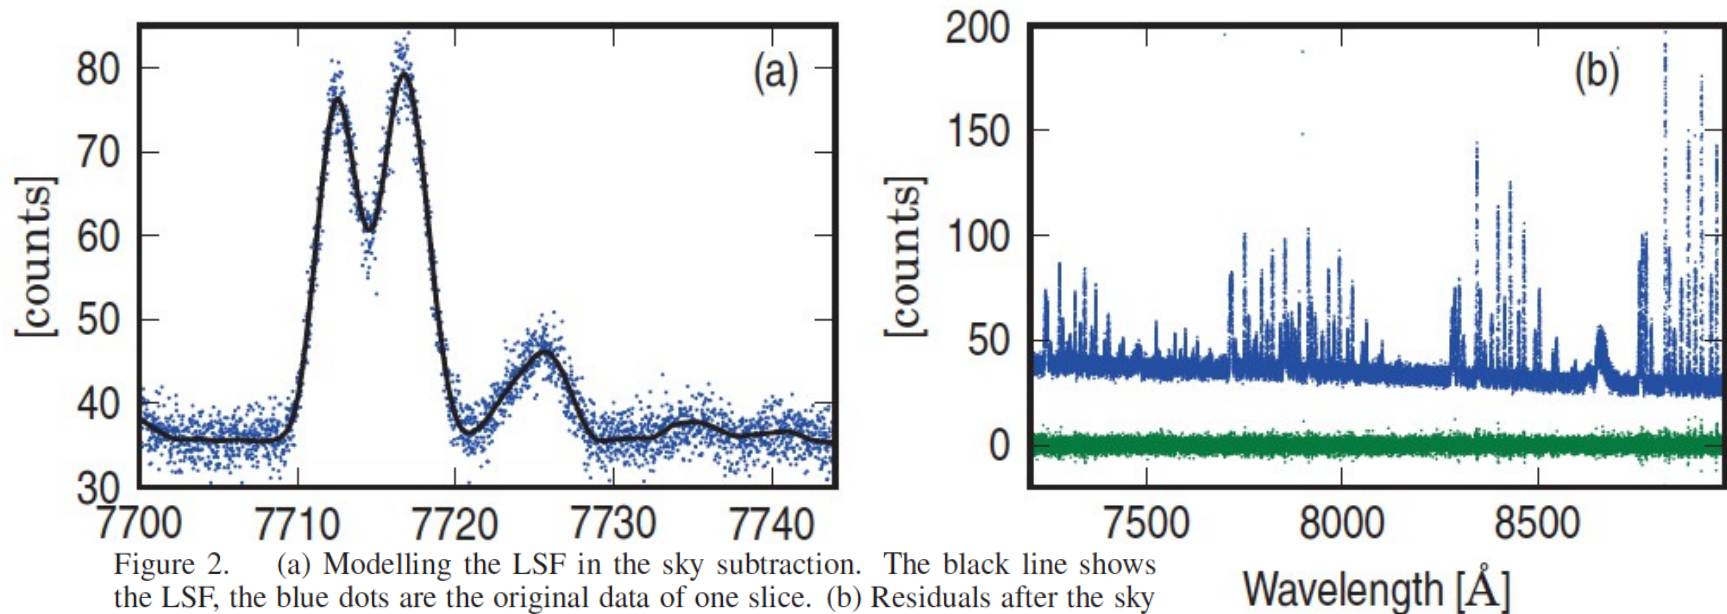 (a)
80
70
60
50
40
30
[counts]
7700 7710 7720 7730 7740
(b)
200
150
100
50
0
[counts]
7500 8000 8500
Wavelength [Å]
Figure 2. (a) Modelling the LSF in the sky subtraction. The black line shows
the LSF, the blue dots are the original data of one slice. (b) Residuals after the sky